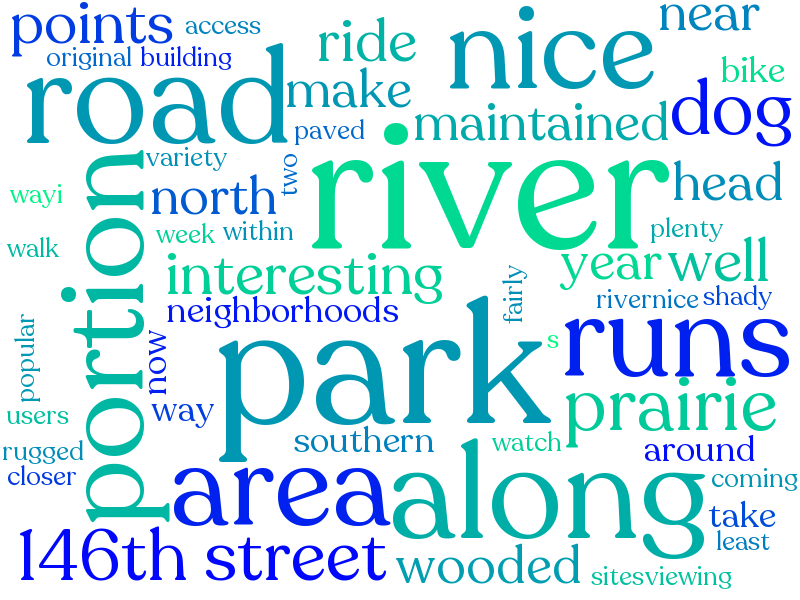 points
access
ride
nice
near
original
building
road
make
bike
dog
paved
maintained
variety
two
river
head
wayi
portion
north
week
within
plenty
walk
interesting
year
well
neighborhoods
fairly
rivernice
shady
popular
now
park
s
runs
way
prairie
users
southern
watch
around
rugged
closer
area
along
coming
take
146th street
wooded
least
sitesviewing